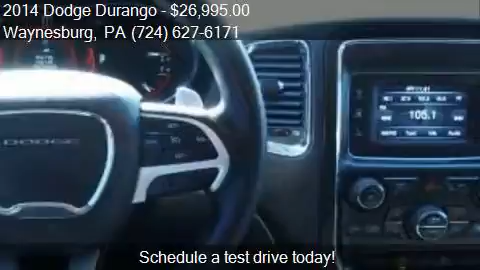 2014 Dodge Durango - $26,995.00
Waynesburg, PA (724) 627-6171
DODGE
105.1
Schedule a test drive today!